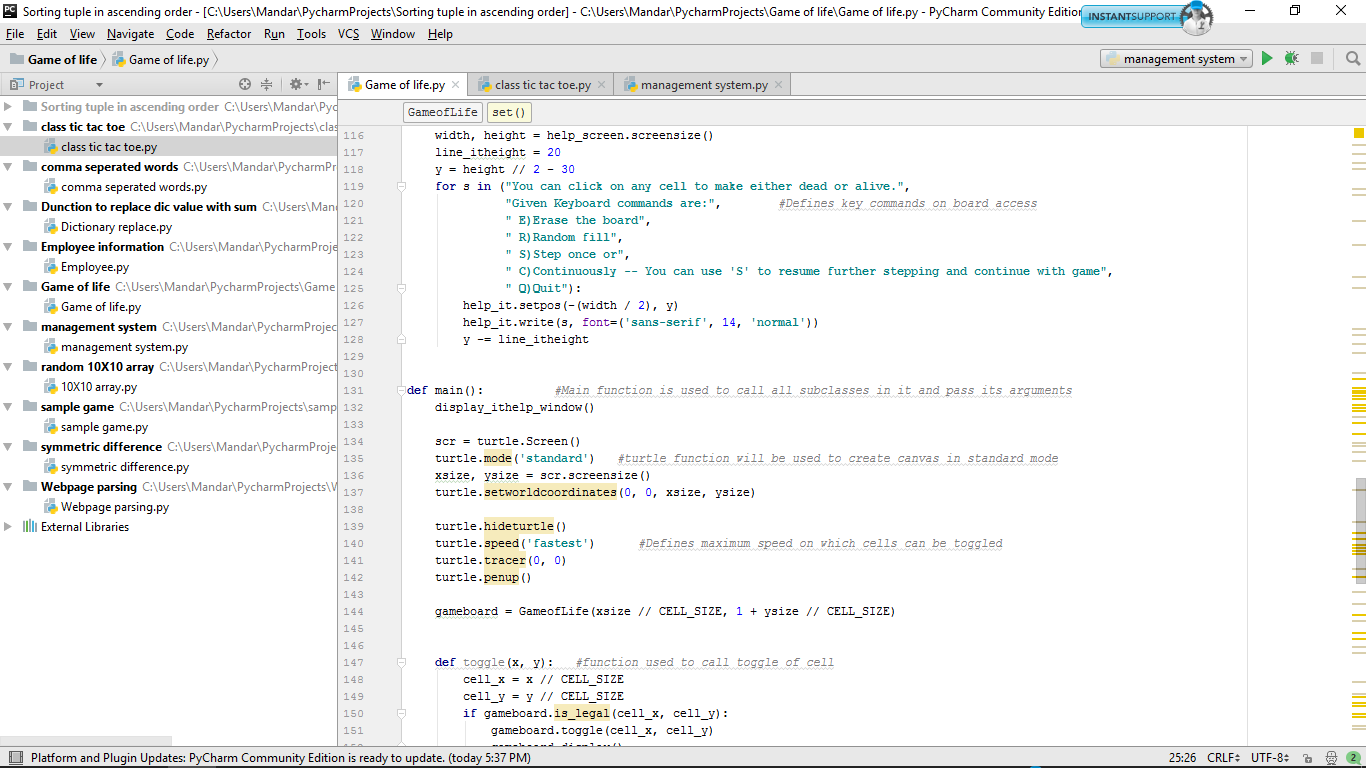 Sorting tuple in ascending order - [C:\Users\Mandar\PycharmProjects\Sorting tuple in ascending order] - C:\Users\Mandar\PycharmProjects\Game of life\Game of life.py - PyCharm Community Edition
INSTANTSUPPORT
File Edit View Navigate Code Refactor Run Tools VCS Window Help
Game of life Game of life.py management system
Project
Game of life.py class tic tac toe.py management system.py
Sorting tuple in ascending order C:\Users\Mandar\Pyc
class tic tac toe C:\Users\Mandar\PycharmProjects\clas
class tic tac toe.py
comma seperated words C:\Users\Mandar\Pycharm
comma seperated words.py
Dunction to replace dic value with sum C:\Users\Man
Dictionary replace.py
Employee information C:\Users\Mandar\PycharmProje
Employee.py
Game of life C:\Users\Mandar\PycharmProjects\Game
Game of life.py
management system C:\Users\Mandar\PycharmProjec
management system.py
random 10X10 array C:\Users\Mandar\PycharmProject
10X10 array.py
sample game C:\Users\Mandar\PycharmProjects\samp
sample game.py
symmetric difference C:\Users\Mandar\PycharmProje
symmetric difference.py
Webpage parsing C:\Users\Mandar\PycharmProjects\W
Webpage parsing.py
External Libraries
GameofLife set()
116 width, height = help_screen.screensize()
117 line_itheight = 20
118 y = height // 2 - 30
119 for s in ("You can click on any cell to make either dead or alive.",
120 "Given Keyboard commands are:", #Defines key commands on board access
121 " E)Erase the board",
122 " R)Random fill",
123 " S)Step once or",
124 " C)Continuously -- You can use 'S' to resume further stepping and continue with game",
125 " Q)Quit"):
126 help_it.setpos(-(width / 2), y)
127 help_it.write(s, font=('sans-serif', 14, 'normal'))
128 y -= line_itheight
129
130
131 def main(): #Main function is used to call all subclasses in it and pass its arguments
132 display_ithelp_window()
133
134 scr = turtle.Screen()
135 turtle.mode('standard') #turtle function will be used to create canvas in standard mode
136 xsize, ysize = scr.screensize()
137 turtle.setworldcoordinates(0, 0, xsize, ysize)
138
139 turtle.hideturtle()
140 turtle.speed('fastest') #Defines maximum speed on which cells can be toggled
141 turtle.tracer(0, 0)
142 turtle.penup()
143
144 gameboard = GameofLife(xsize // CELL_SIZE, 1 + ysize // CELL_SIZE)
145
146
147 def toggle(x, y): #function used to call toggle of cell
148 cell_x = x // CELL_SIZE
149 cell_y = y // CELL_SIZE
150 if gameboard.is_legal(cell_x, cell_y):
151 gameboard.toggle(cell_x, cell_y)
Platform and Plugin Updates: PyCharm Community Edition is ready to update. (today 5:37 PM) 25:26 CRLF UTF-8 2